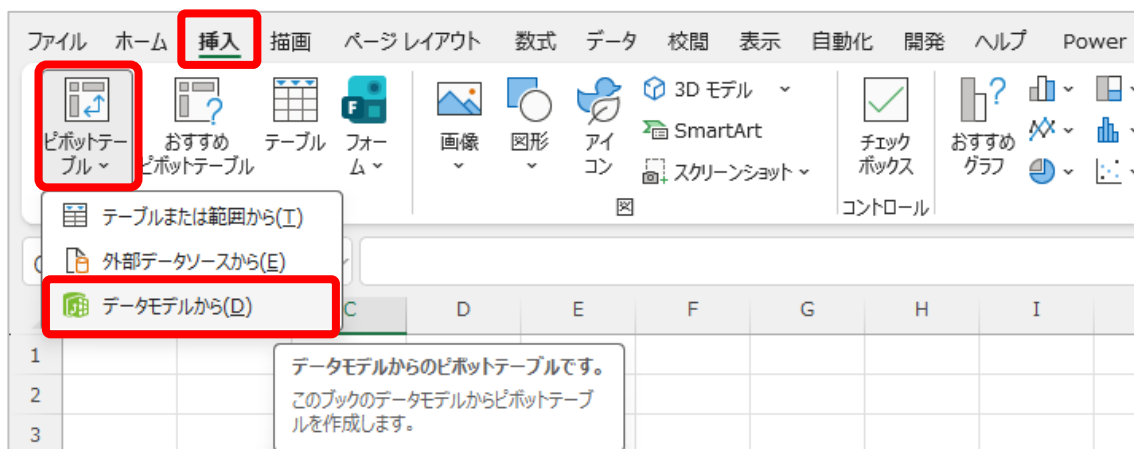 ファイル ホーム 挿入 描画 ページ レイアウト 数式 データ 校閲 表示 自動化 開発 ヘルプ Power
ピボットテー
ブル
おすすめ
ピボットテーブル
テーブル
フォー
ム
画像
図形
アイ
コン
3D モデル
SmartArt
スクリーンショット
図
チェック
ボックス
コントロール
おすすめ
グラフ
テーブルまたは範囲から(T)
外部データソースから(E)
データモデルから(D)
C D E F G H I
データモデルからのピボットテーブルです。
このブックのデータモデルからピボットテーブ
ルを作成します。
1
2
3